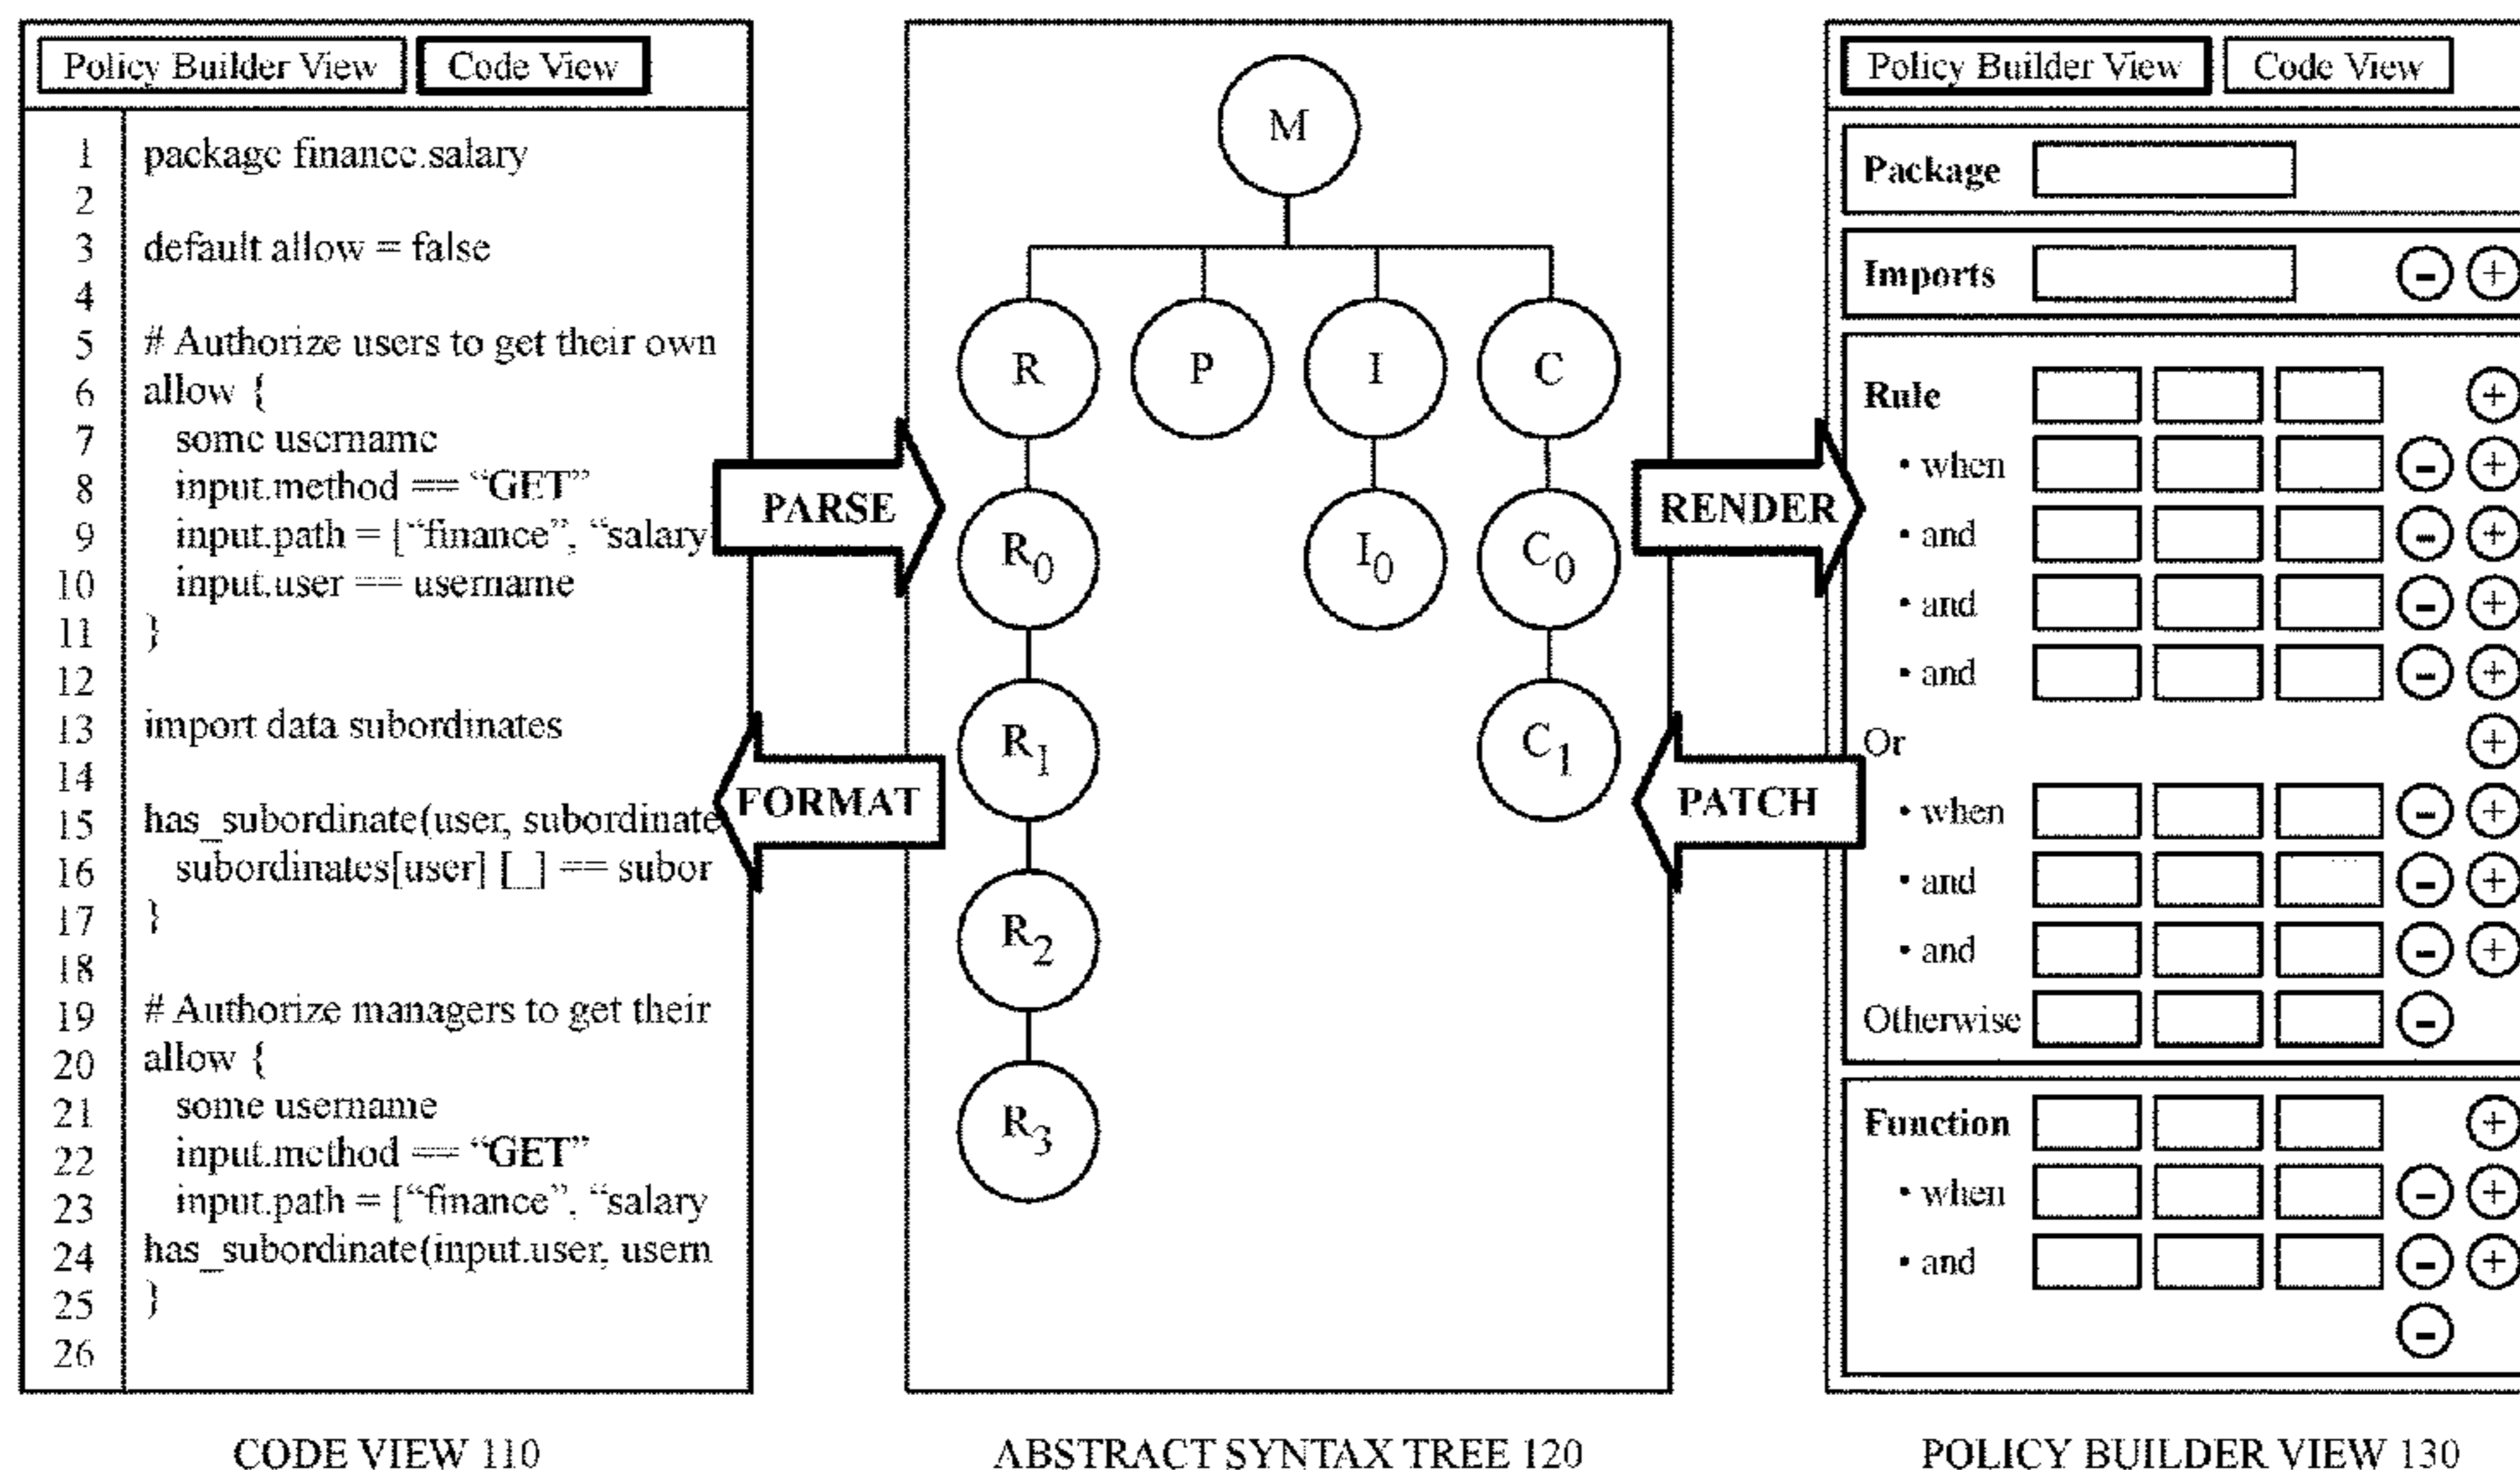 Policy Builder View Code View
1 package finance.salary
2
3 default allow = false
4
5 # Authorize users to get their own
6 allow {
7 some username
8 input.method == “GET”
9 input.path = [“finance”, “salary
10 input.user == username
11 }
12
13 import data subordinates
14
15 has_subordinate(user, subordinate
16 subordinates[user] [_] == subor
17 }
18
19 # Authorize managers to get their
20 allow {
21 some username
22 input.method == “GET”
23 input.path = [“finance”, “salary
24 has_subordinate(input.user, usern
25 }
26
CODE VIEW 110
PARSE
FORMAT
M
R P I C
R0 I0 C0
R1 C1
R2
R3
ABSTRACT SYNTAX TREE 120
RENDER
PATCH
Policy Builder View Code View
Package
Imports - +
Rule +
• when - +
• and - +
• and - +
• and - +
Or +
• when - +
• and - +
• and - +
Otherwise -
Function +
• when - +
• and - +
-
POLICY BUILDER VIEW 130